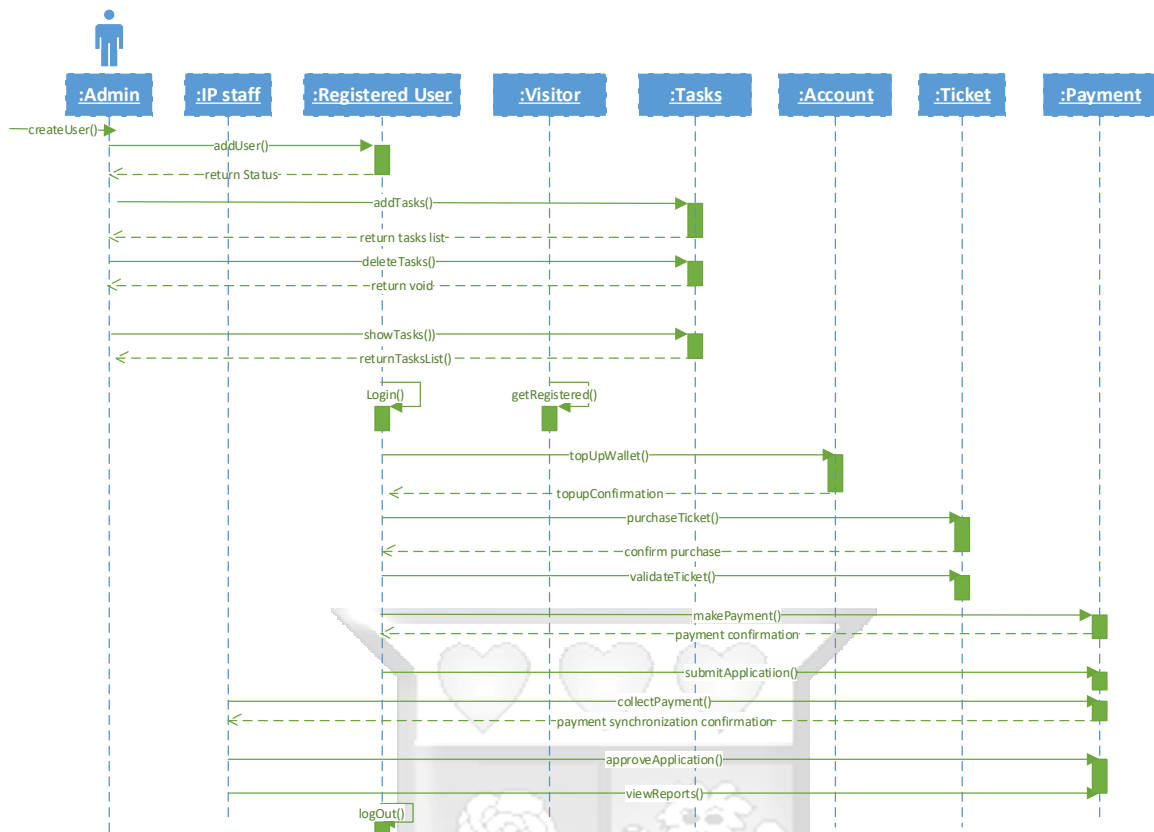 :Admin
:IP staff
:Registered User
:Visitor
:Tasks
:Account
:Ticket
:Payment
createUser()
addUser()
return Status
addTasks()
return tasks list
deleteTasks()
return void
showTasks())
returnTasksList()
Login()
getRegistered()
topUpWallet()
topupConfirmation
purchaseTicket()
confirm purchase
validateTicket()
makePayment()
payment confirmation
submitApplicatiion()
collectPayment()
payment synchronization confirmation
approveApplication()
viewReports()
logOut()